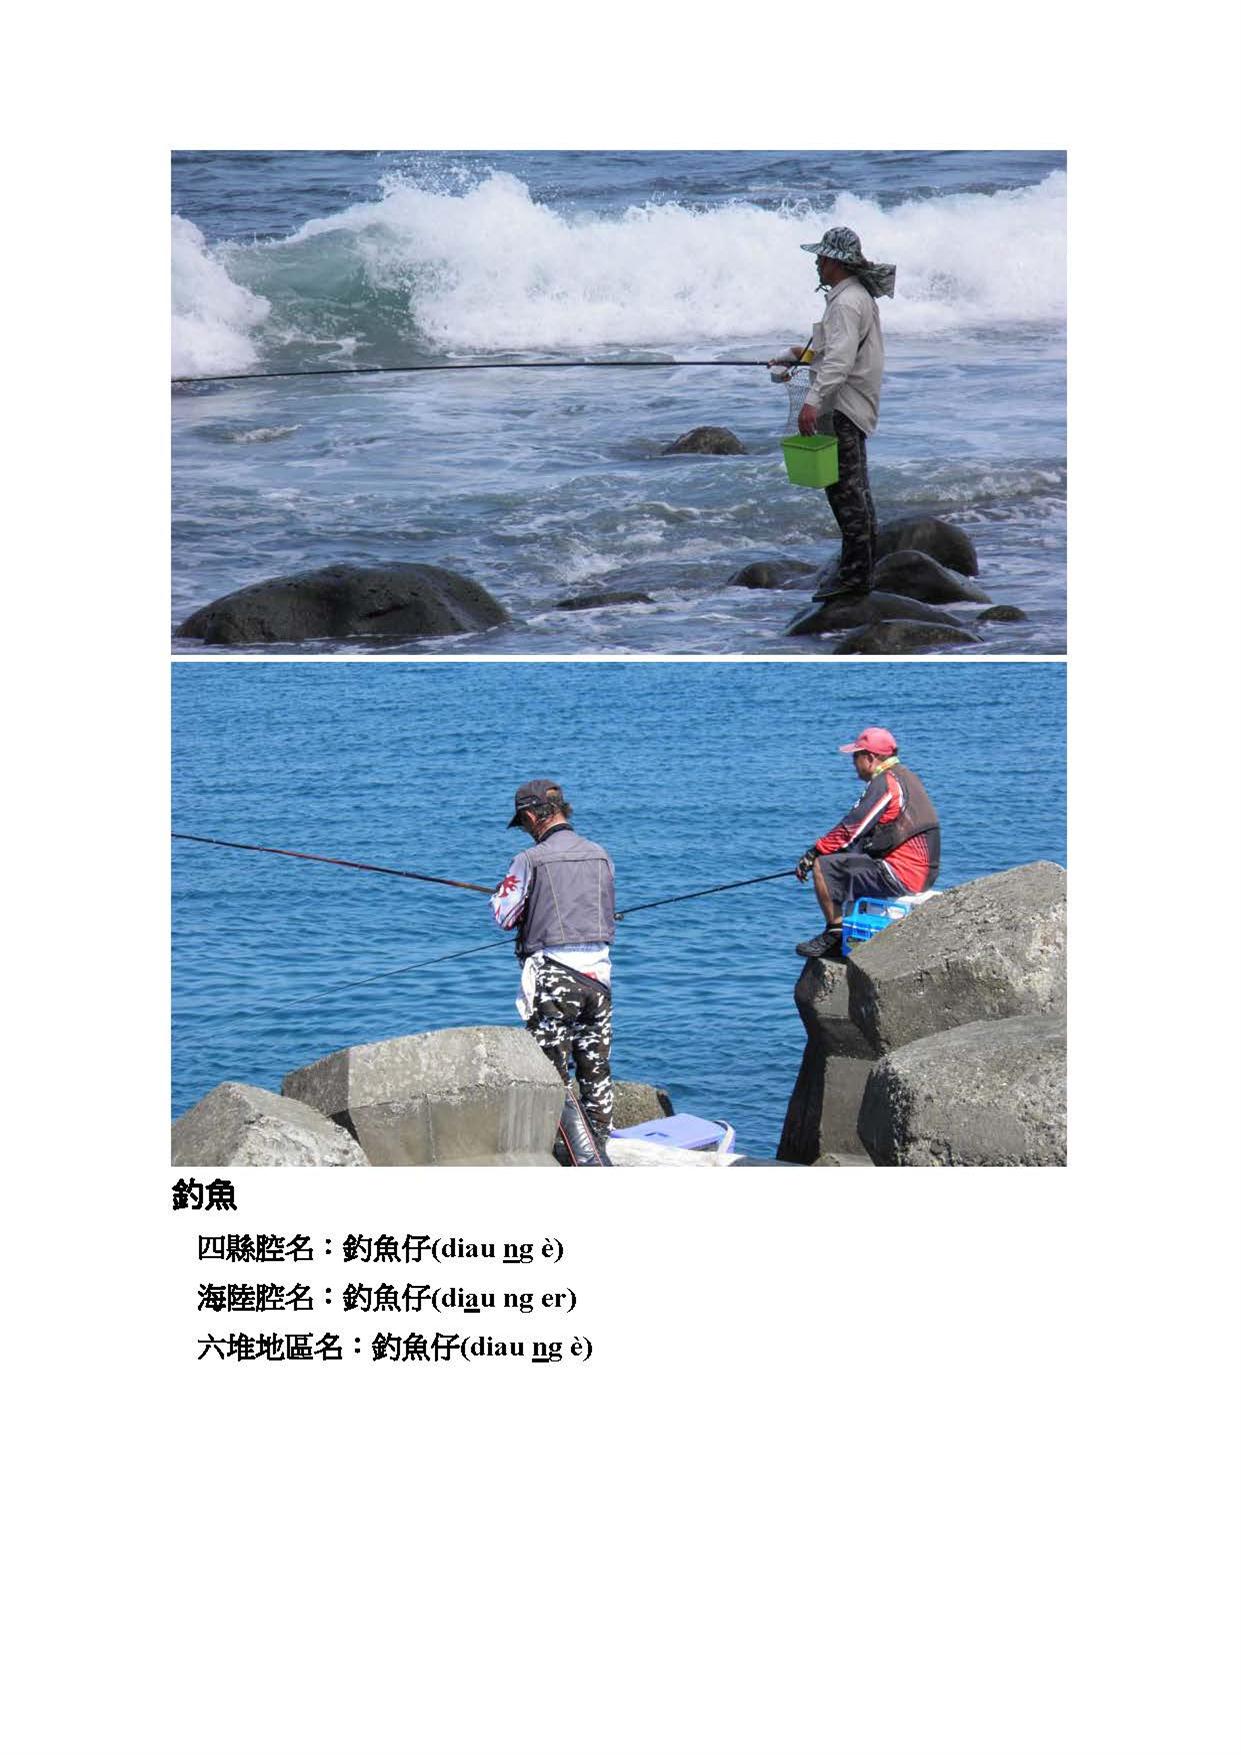 釣魚
四縣腔名：釣魚仔(diau ng è)
海陸腔名：釣魚仔(diau ng er)
六堆地區名：釣魚仔(diau ng è)